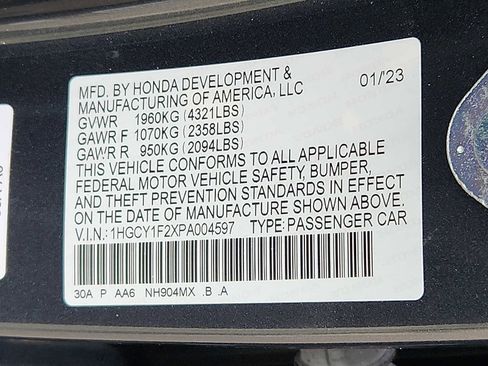 MFD. BY HONDA DEVELOPMENT &
MANUFACTURING OF AMERICA, LLC 01/'23
GVWR 1960KG (4321LBS)
GAWR F 1070KG (2358LBS)
GAWR R 950KG (2094LBS)
THIS VEHICLE CONFORMS TO ALL APPLICABLE
FEDERAL MOTOR VEHICLE SAFETY, BUMPER,
AND THEFT PREVENTION STANDARDS IN EFFECT
ON THE DATE OF MANUFACTURE SHOWN ABOVE.
V.I.N.: 1HGCY1F2XPA004597 TYPE: PASSENGER CAR
30A P AA6 NH904MX .B .A